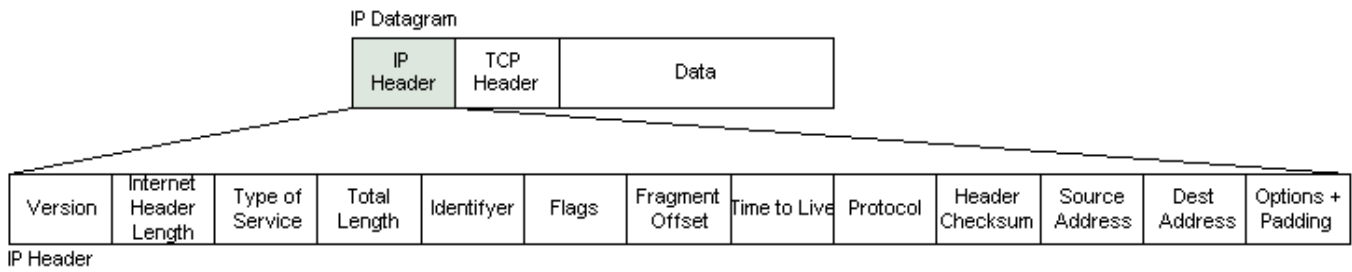 IP Datagram
IP
Header
TCP
Header
Data
Version
Internet
Header
Length
Type of
Service
Total
Length
Identifyer
Flags
Fragment
Offset
Time to Live
Protocol
Header
Checksum
Source
Address
Dest
Address
Options +
Padding
IP Header